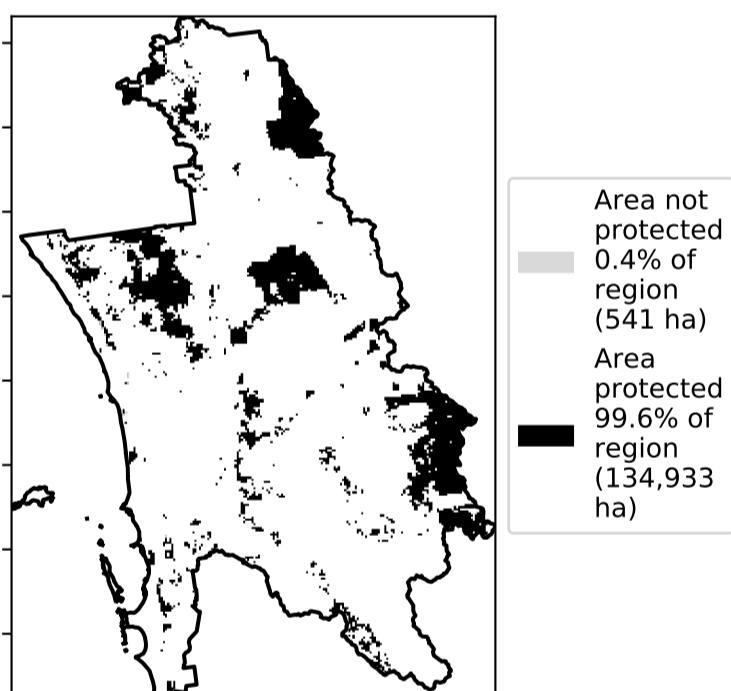 Area not
protected
0.4% of
region
(541 ha)
Area
protected
99.6% of
region
(134,933
ha)